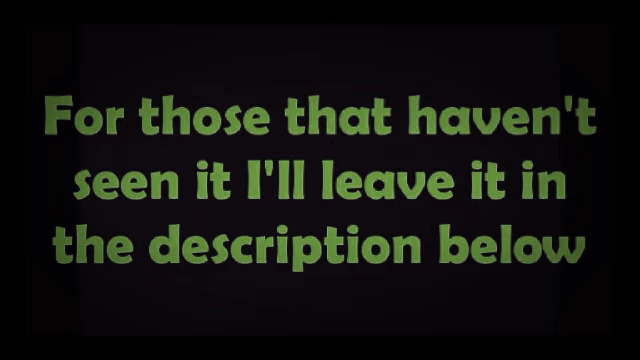 For those that haven't
seen it I'll leave it in
the description below